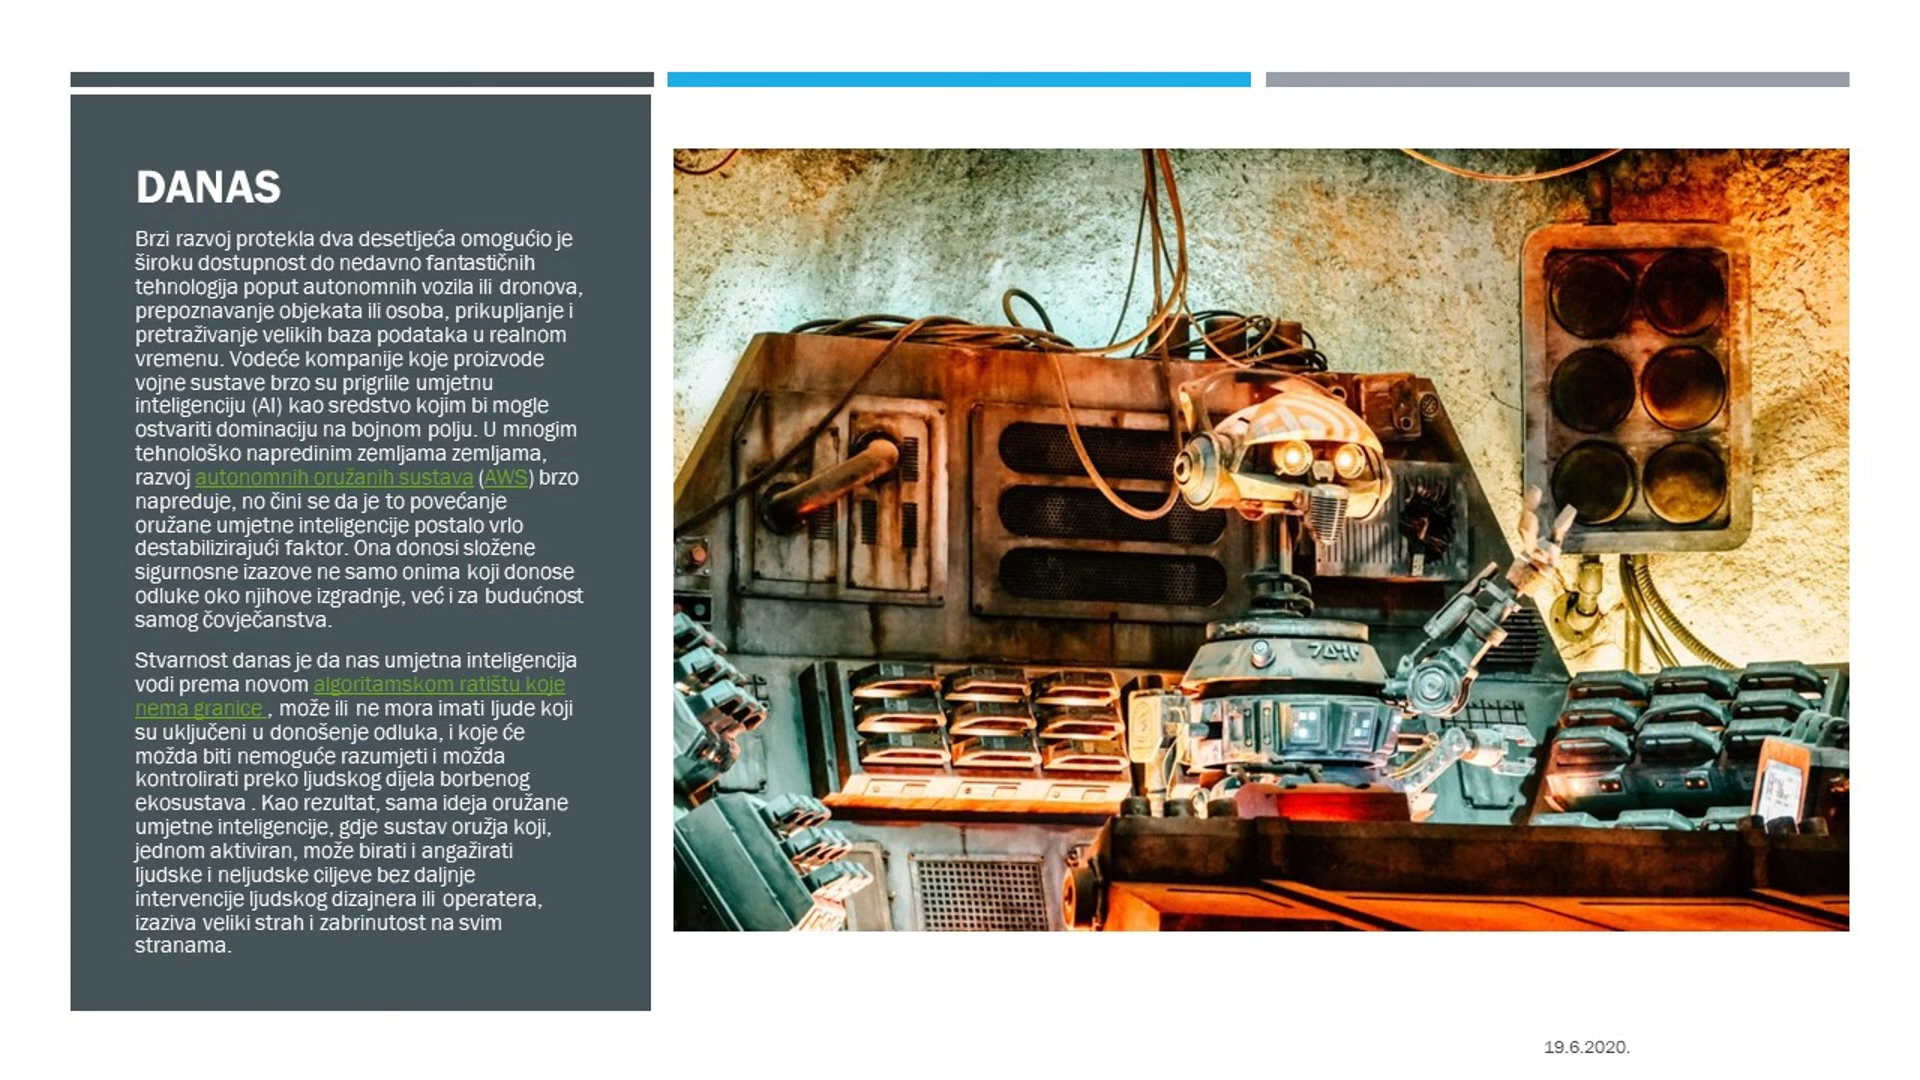 DANAS
Brzi razvoj protekla dva desetljeća omogućio je
široku dostupnost do nedavno fantastičnih
tehnologija poput autonomnih vozila ili dronova,
prepoznavanje objekata ili osoba, prikupljanje i
pretraživanje velikih baza podataka u realnom
vremenu. Vodeće kompanije koje proizvode
vojne sustave brzo su prigrlile umjetnu
inteligenciju (AI) kao sredstvo kojim bi mogle
ostvariti dominaciju na bojnom polju. U mnogim
tehnološko napredinim zemljama zemljama,
razvoj autonomnih oružanih sustava (AWS) brzo
napreduje, no čini se da je to povećanje
oružane umjetne inteligencije postalo vrlo
destabilizirajući faktor. Ona donosi složene
sigurnosne izazove ne samo onima koji donose
odluke oko njihove izgradnje, već i za budućnost
samog čovječanstva.
Stvarnost danas je da nas umjetna inteligencija
vodi prema novom algoritamskom ratištu koje
nema granice , može ili ne mora imati ljude koji
su uključeni u donošenje odluka, i koje će
možda biti nemoguće razumjeti i možda
kontrolirati preko ljudskog dijela borbenog
ekosustava . Kao rezultat, sama ideja oružane
umjetne inteligencije, gdje sustav oružja koji,
jednom aktiviran, može birati i angažirati
ljudske i neljudske ciljeve bez daljnje
intervencije ljudskog dizajnera ili operatera,
izaziva veliki strah i zabrinutost na svim
stranama.
19.6.2020.